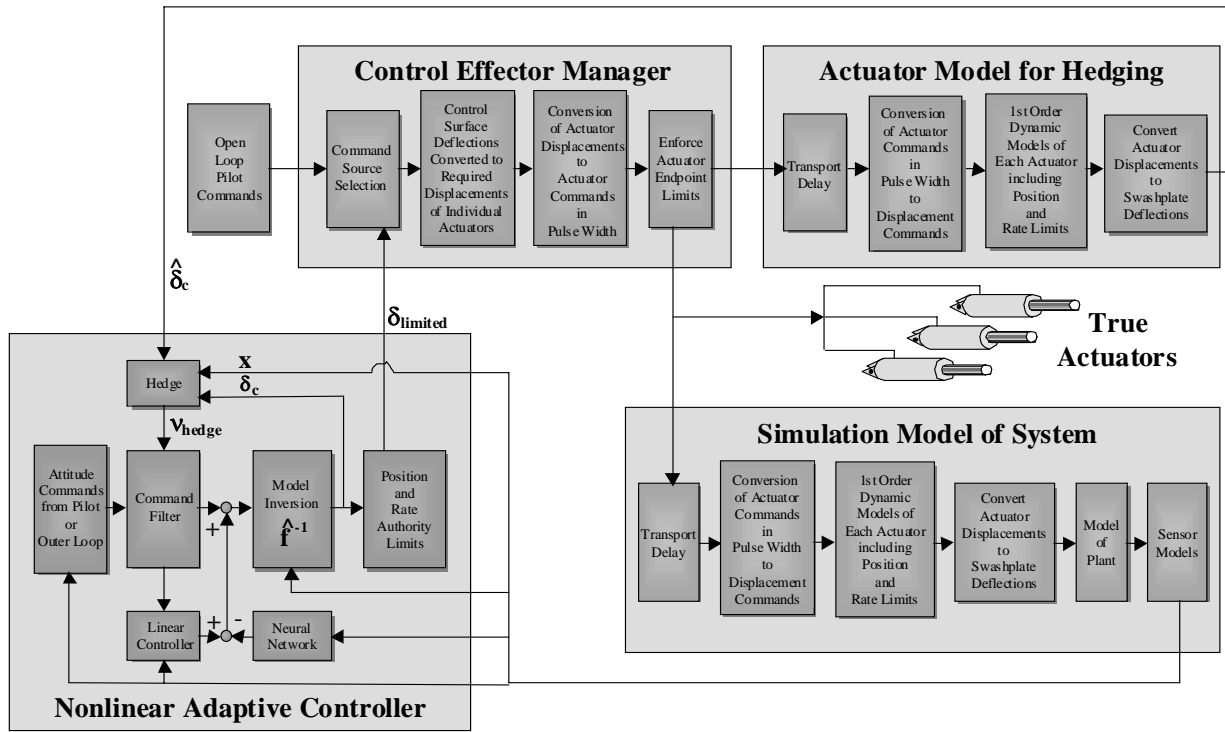 Control Effector Manager
Actuator Model for Hedging
Open
Loop
Pilot
Commands
Command
Source
Selection
Control
Surface
Deflections
Converted to
Required
Displacements
of Individual
Actuators
Conversion
of Actuator
Displacements
to
Actuator
Commands
in
Pulse Width
Enforce
Actuator
Endpoint
Limits
Transport
Delay
Conversion
of Actuator
Commands
in
Pulse Width
to
Displacement
Commands
1st Order
Dynamic
Models of
Each Actuator
including
Position
and
Rate Limits
Convert
Actuator
Displacements
to
Swashplate
Deflections
δ̂c
δlimited
True
Actuators
x
δc
Hedge
νhedge
Attitude
Commands
from Pilot
or
Outer Loop
Command
Filter
+
Model
Inversion
f̂-1
Position
and
Rate
Authority
Limits
Linear
Controller
+
-
Neural
Network
Nonlinear Adaptive Controller
Simulation Model of System
Transport
Delay
Conversion
of Actuator
Commands
in
Pulse Width
to
Displacement
Commands
1st Order
Dynamic
Models of
Each Actuator
including
Position
and
Rate Limits
Convert
Actuator
Displacements
to
Swashplate
Deflections
Model
of
Plant
Sensor
Models